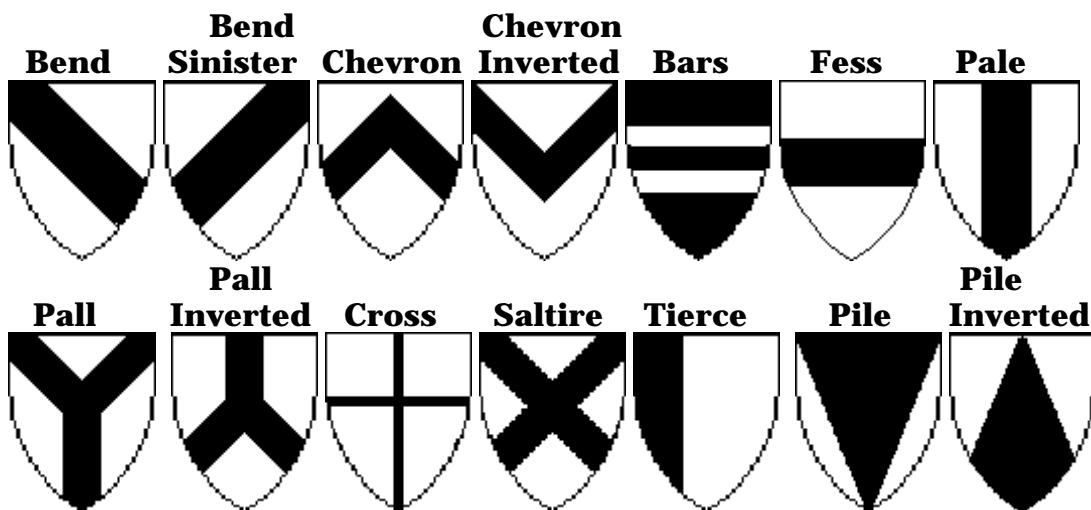 Bend
Bend Sinister
Chevron
Chevron Inverted
Bars
Fess
Pale
Pall
Pall Inverted
Cross
Saltire
Tierce
Pile
Pile Inverted